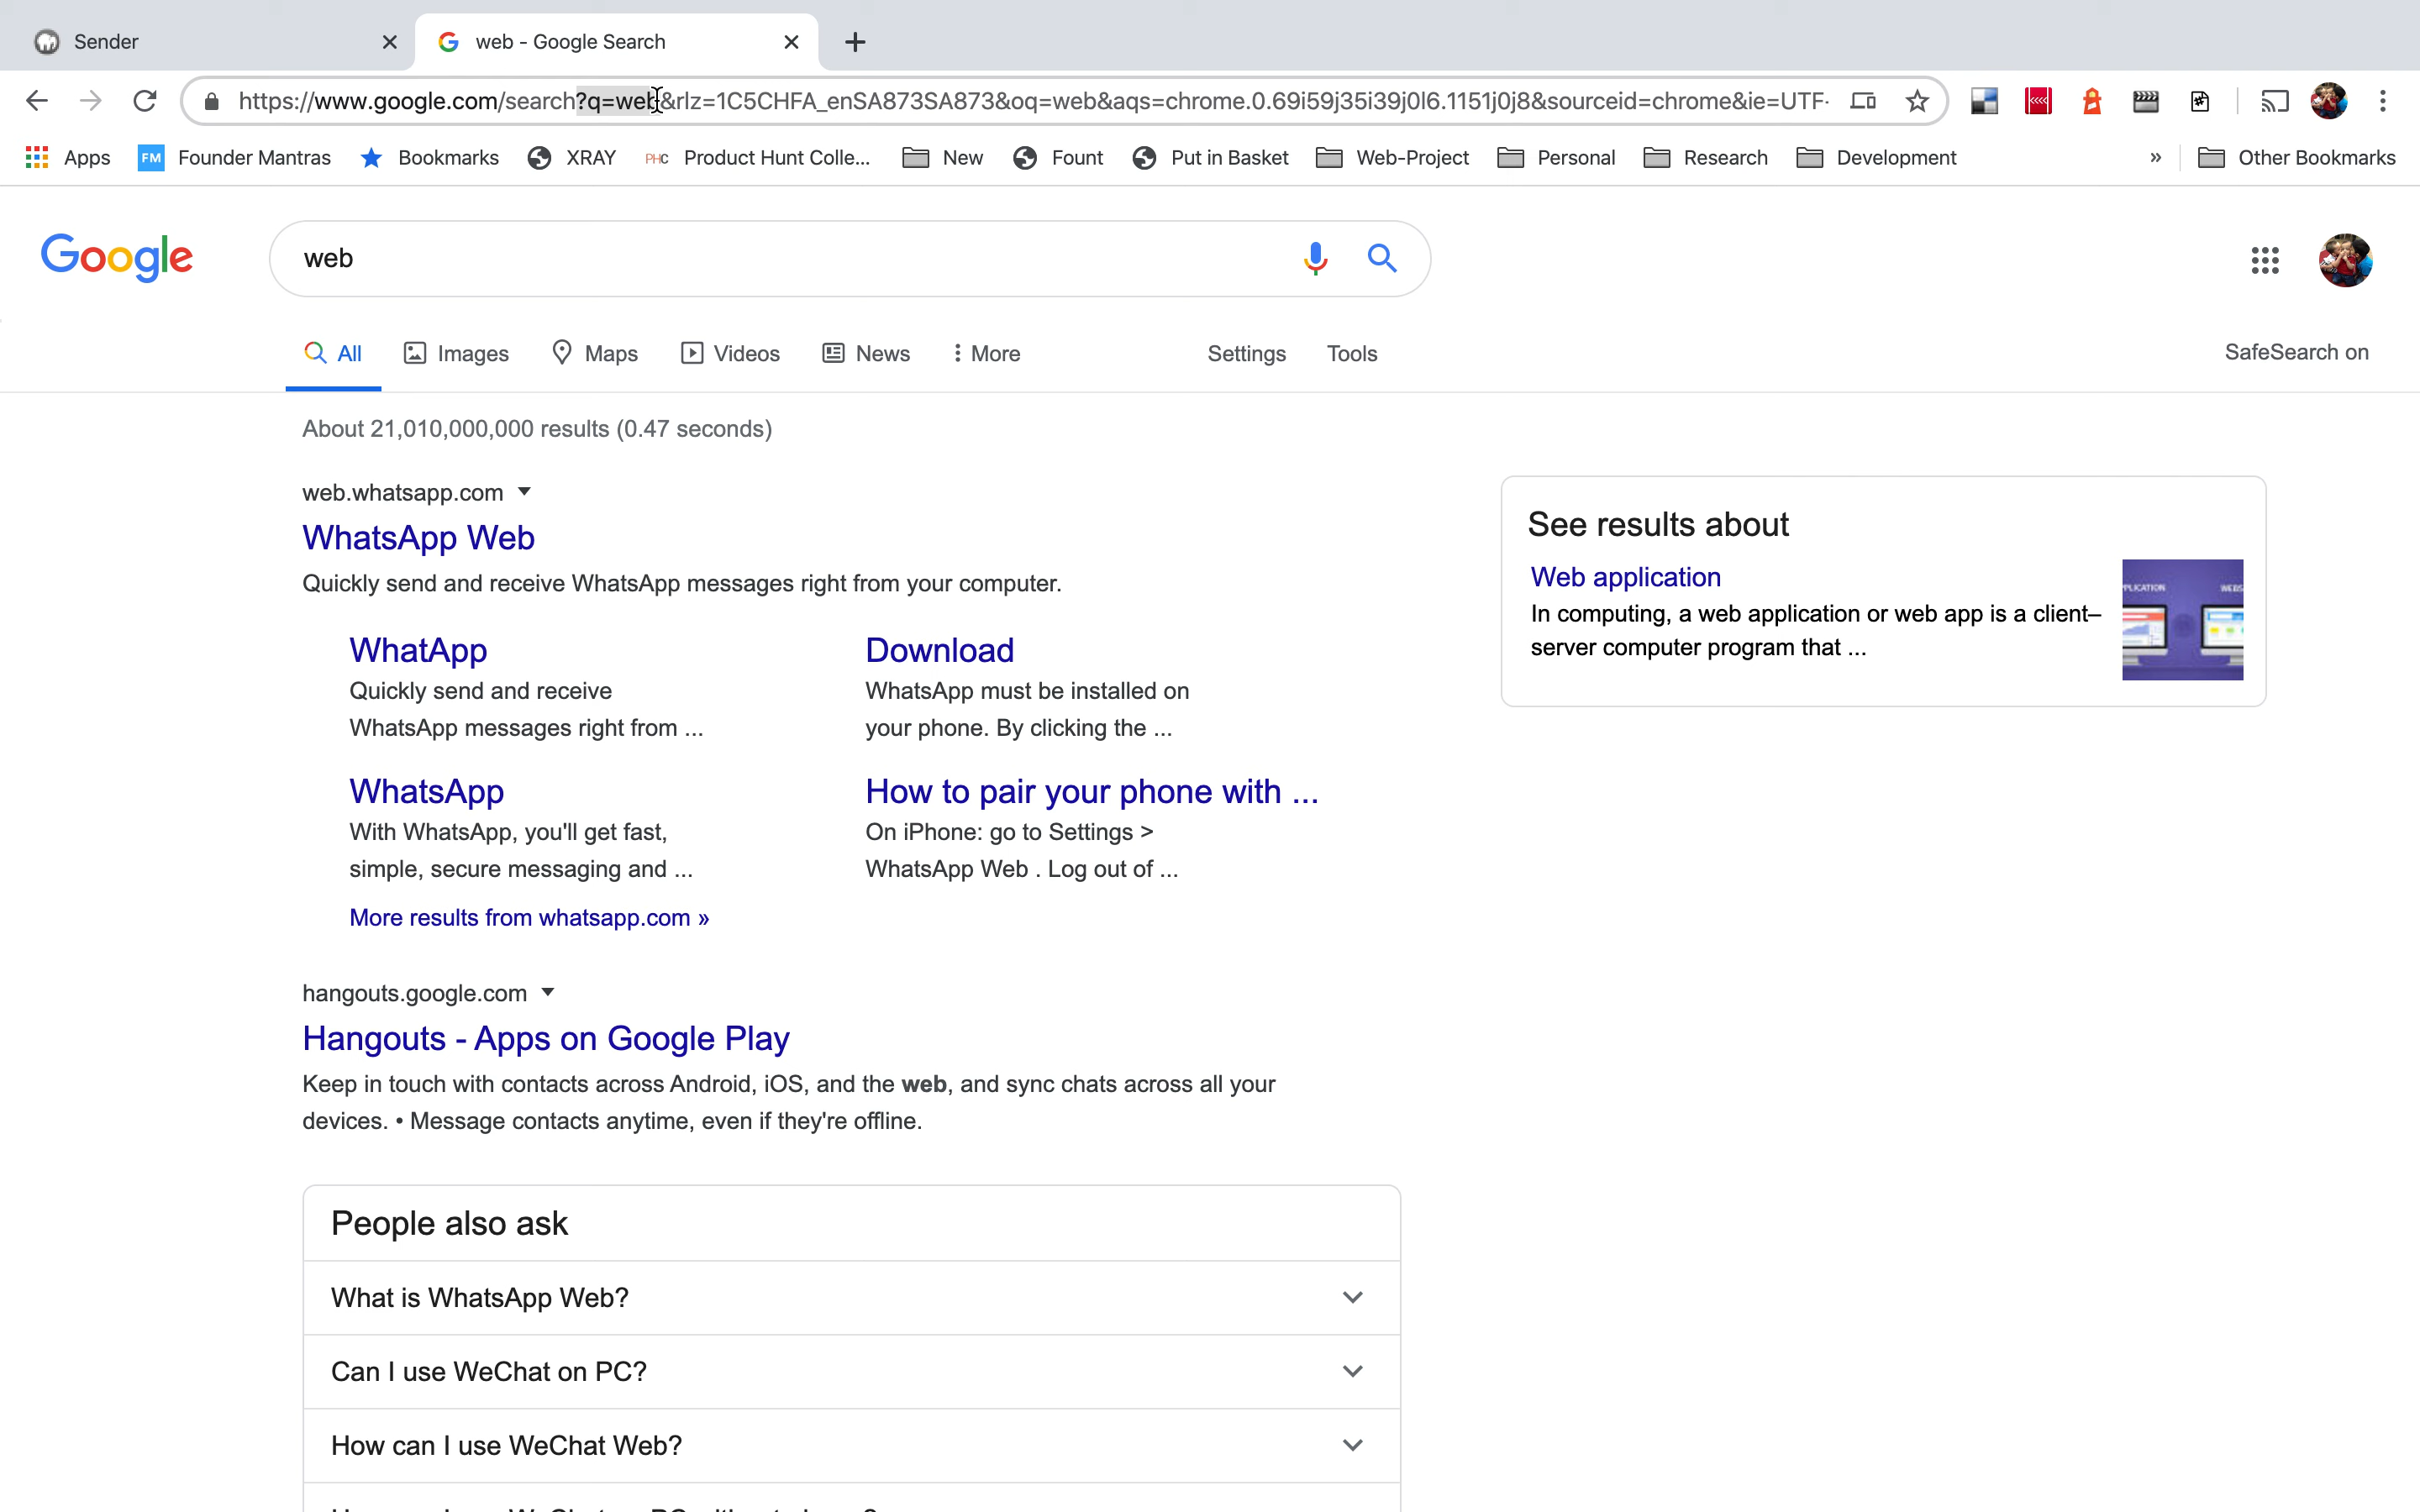 Sender
web - Google Search
https://www.google.com/search?q=web&rlz=1C5CHFA_enSA873SA873&oq=web&aqs=chrome.0.69i59j35i39j0l6.1151j0j8&sourceid=chrome&ie=UTF-
Apps
FM Founder Mantras
Bookmarks
XRAY
PHC Product Hunt Colle...
New
Fount
Put in Basket
Web-Project
Personal
Research
Development
»
Other Bookmarks
Google
web
All
Images
Maps
Videos
News
More
Settings
Tools
SafeSearch on
About 21,010,000,000 results (0.47 seconds)
web.whatsapp.com
WhatsApp Web
Quickly send and receive WhatsApp messages right from your computer.
WhatApp
Quickly send and receive
WhatsApp messages right from ...
Download
WhatsApp must be installed on
your phone. By clicking the ...
WhatsApp
With WhatsApp, you'll get fast,
simple, secure messaging and ...
How to pair your phone with ...
On iPhone: go to Settings >
WhatsApp Web . Log out of ...
More results from whatsapp.com »
hangouts.google.com
Hangouts - Apps on Google Play
Keep in touch with contacts across Android, iOS, and the web, and sync chats across all your
devices. • Message contacts anytime, even if they're offline.
People also ask
What is WhatsApp Web?
Can I use WeChat on PC?
How can I use WeChat Web?
See results about
Web application
In computing, a web application or web app is a client–
server computer program that ...